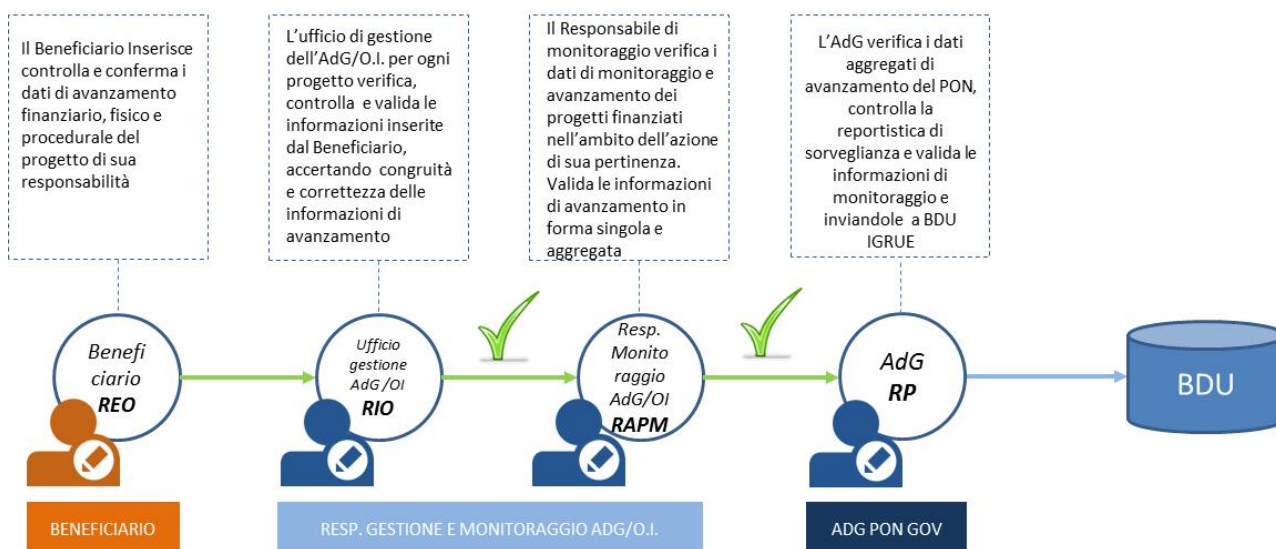 Il Beneficiario Inserisce
controlla e conferma i
dati di avanzamento
finanziario, fisico e
procedurale del
progetto di sua
responsabilità
L'ufficio di gestione
dell'AdG/O.I. per ogni
progetto verifica,
controlla e valida le
informazioni inserite
dal Beneficiario,
accertando congruità
e correttezza delle
informazioni di
avanzamento
Il Responsabile di
monitoraggio verifica i
dati di monitoraggio e
avanzamento dei
progetti finanziati
nell'ambito dell'azione
di sua pertinenza.
Valida le informazioni
di avanzamento in
forma singola e
aggregata
L'AdG verifica i dati
aggregati di
avanzamento del PON,
controlla la
reportistica di
sorveglianza e valida le
informazioni di
monitoraggio e
inviandole a BDU
IGRUE
Benefi
ciario
REO
Ufficio
gestione
AdG /OI
RIO
Resp.
Monito
raggio
AdG/OI
RAPM
AdG
RP
BDU
BENEFICIARIO
RESP. GESTIONE E MONITORAGGIO ADG/O.I.
ADG PON GOV